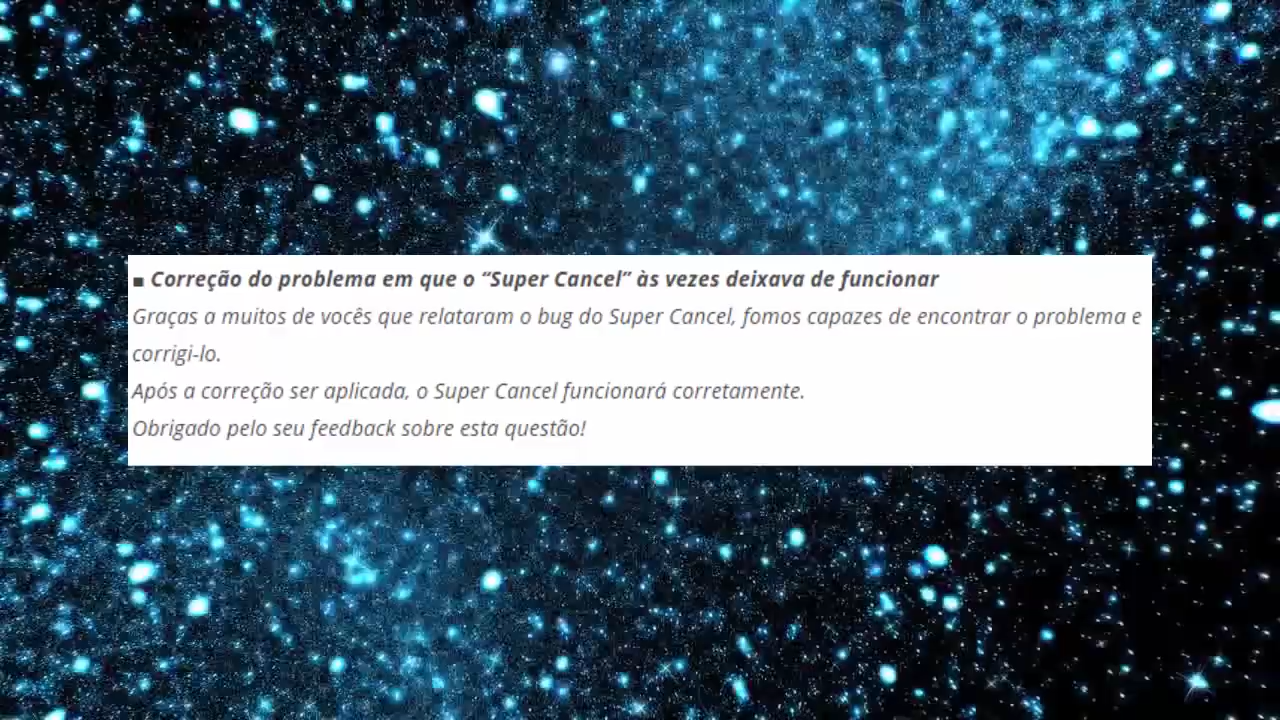 ▪ Correção do problema em que o “Super Cancel” às vezes deixava de funcionar
Graças a muitos de vocês que relataram o bug do Super Cancel, fomos capazes de encontrar o problema e
corrigi-lo.
Após a correção ser aplicada, o Super Cancel funcionará corretamente.
Obrigado pelo seu feedback sobre esta questão!